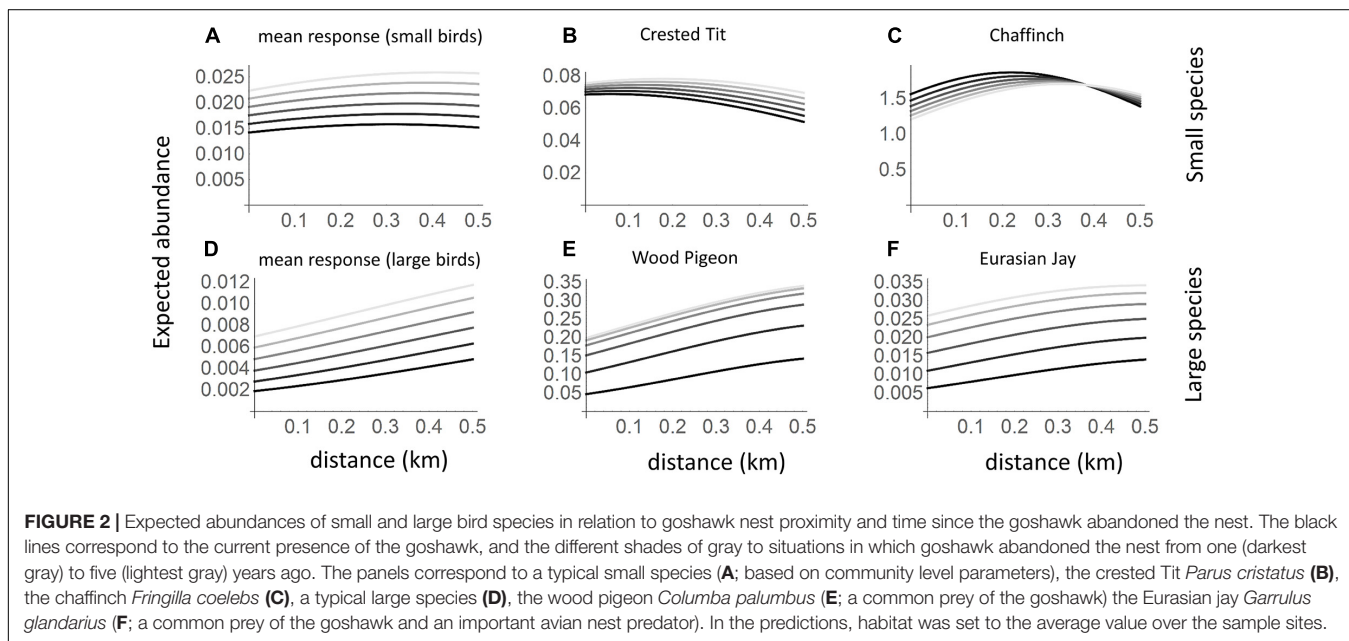 A mean response (small birds)
B Crested Tit
C Chaffinch
0.025
0.020
0.015
0.010
0.005
0.1 0.2 0.3 0.4 0.5
0.08
0.06
0.04
0.02
0.1 0.2 0.3 0.4 0.5
1.5
1.0
0.5
0.1 0.2 0.3 0.4 0.5
Small species
Expected abundance
D mean response (large birds)
E Wood Pigeon
F Eurasian Jay
0.012
0.010
0.008
0.006
0.004
0.002
0.1 0.2 0.3 0.4 0.5
distance (km)
0.35
0.30
0.25
0.20
0.15
0.10
0.05
0.1 0.2 0.3 0.4 0.5
distance (km)
0.035
0.030
0.025
0.020
0.015
0.010
0.005
0.1 0.2 0.3 0.4 0.5
distance (km)
Large species
FIGURE 2 | Expected abundances of small and large bird species in relation to goshawk nest proximity and time since the goshawk abandoned the nest. The black
lines correspond to the current presence of the goshawk, and the different shades of gray to situations in which goshawk abandoned the nest from one (darkest
gray) to five (lightest gray) years ago. The panels correspond to a typical small species (A; based on community level parameters), the crested Tit Parus cristatus (B),
the chaffinch Fringilla coelebs (C), a typical large species (D), the wood pigeon Columba palumbus (E; a common prey of the goshawk) the Eurasian jay Garrulus
glandarius (F; a common prey of the goshawk and an important avian nest predator). In the predictions, habitat was set to the average value over the sample sites.